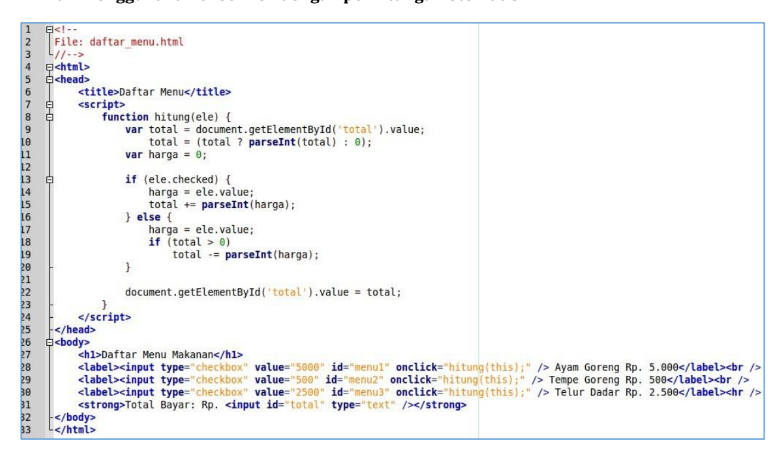 1 <!--
2 File: daftar_menu.html
3 //-->
4 <html>
5 <head>
6 <title>Daftar Menu</title>
7 <script>
8 function hitung(ele) {
9 var total = document.getElementById('total').value;
10 total = (total ? parseInt(total) : 0);
11 var harga = 0;
12
13 if (ele.checked) {
14 harga = ele.value;
15 total += parseInt(harga);
16 } else {
17 harga = ele.value;
18 if (total > 0)
19 total -= parseInt(harga);
20 }
21
22 document.getElementById('total').value = total;
23 }
24 </script>
25 </head>
26 <body>
27 <h1>Daftar Menu Makanan</h1>
28 <label><input type="checkbox" value="5000" id="menu1" onclick="hitung(this);" /> Ayam Goreng Rp. 5.000</label><br />
29 <label><input type="checkbox" value="500" id="menu2" onclick="hitung(this);" /> Tempe Goreng Rp. 500</label><br />
30 <label><input type="checkbox" value="2500" id="menu3" onclick="hitung(this);" /> Telur Dadar Rp. 2.500</label><hr />
31 <strong>Total Bayar: Rp. <input id="total" type="text" /></strong>
32 </body>
33 </html>